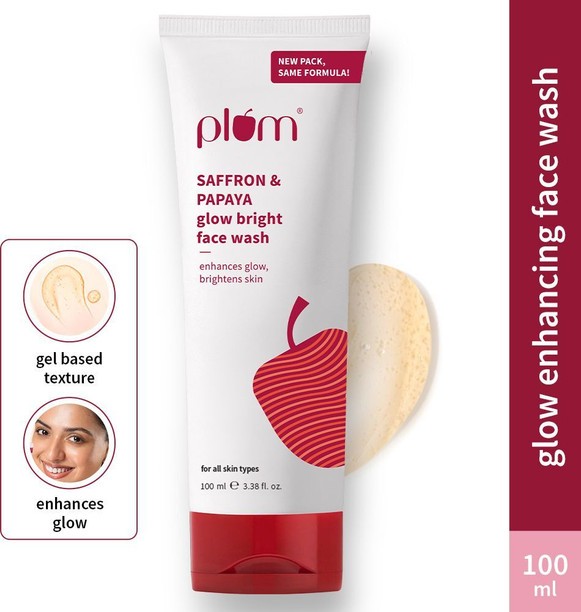 NEW PACK,
SAME FORMULA!
plum®
SAFFRON &
PAPAYA
glow bright
face wash
enhances glow,
brightens skin
for all skin types
100 ml ℮ 3.38 fl. oz.
gel based
texture
enhances
glow
glow enhancing face wash
100
ml